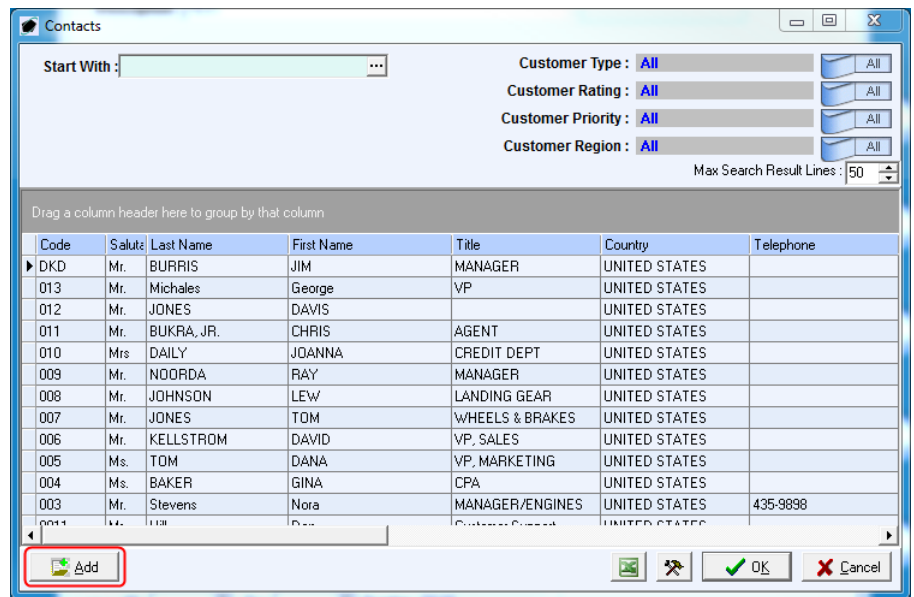 Contacts
Start With :
...
Customer Type : All All
Customer Rating : All All
Customer Priority : All All
Customer Region : All All
Max Search Result Lines : 50
Drag a column header here to group by that column
Code Saluta Last Name First Name Title Country Telephone
DKD Mr. BURRIS JIM MANAGER UNITED STATES
013 Mr. Michales George VP UNITED STATES
012 Mr. JONES DAVIS UNITED STATES
011 Mr. BUKRA, JR. CHRIS AGENT UNITED STATES
010 Mrs DAILY JOANNA CREDIT DEPT UNITED STATES
009 Mr. NOORDA RAY MANAGER UNITED STATES
008 Mr. JOHNSON LEW LANDING GEAR UNITED STATES
007 Mr. JONES TOM WHEELS & BRAKES UNITED STATES
006 Mr. KELLSTROM DAVID VP, SALES UNITED STATES
005 Ms. TOM DANA VP, MARKETING UNITED STATES
004 Ms. BAKER GINA CPA UNITED STATES
003 Mr. Stevens Nora MANAGER/ENGINES UNITED STATES 435-9898
0011 Hill Customer Support UNITED STATES
Add OK Cancel